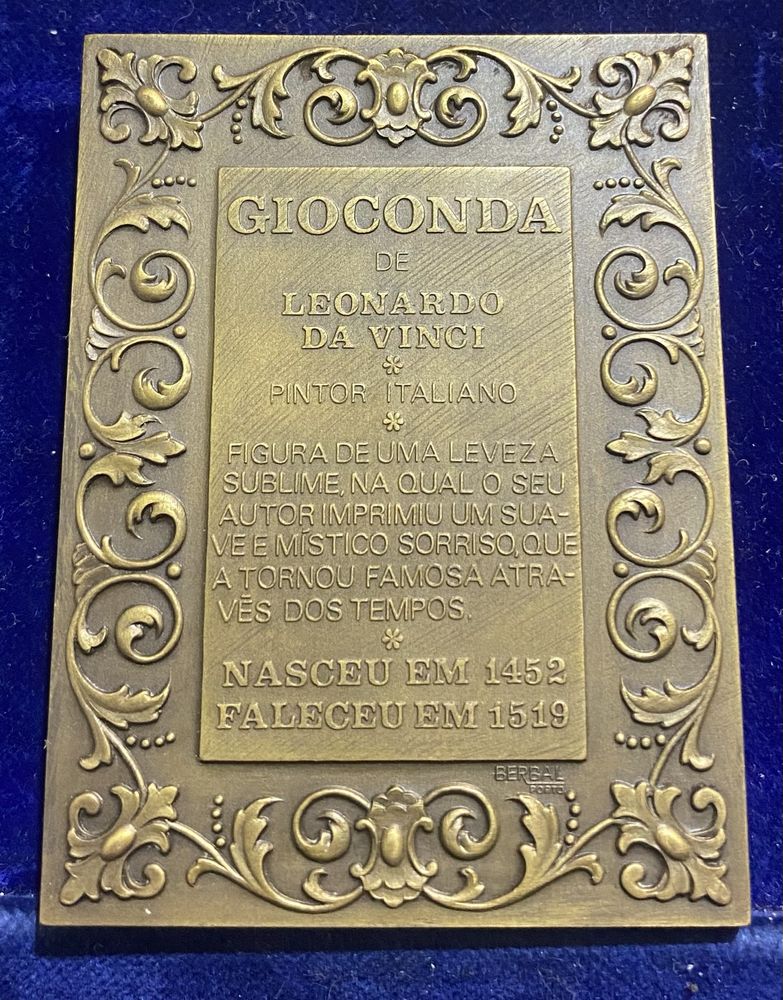 GIOCONDA
DE
LEONARDO
DA VINCI
*
PINTOR ITALIANO
*
FIGURA DE UMA LEVEZA
SUBLIME, NA QUAL O SEU
AUTOR IMPRIMIU UM SUA-
VE E MÍSTICO SORRISO, QUE
A TORNOU FAMOSA ATRA-
VÉS DOS TEMPOS.
*
NASCEU EM 1452
FALECEU EM 1519
BERBAL
PORTO